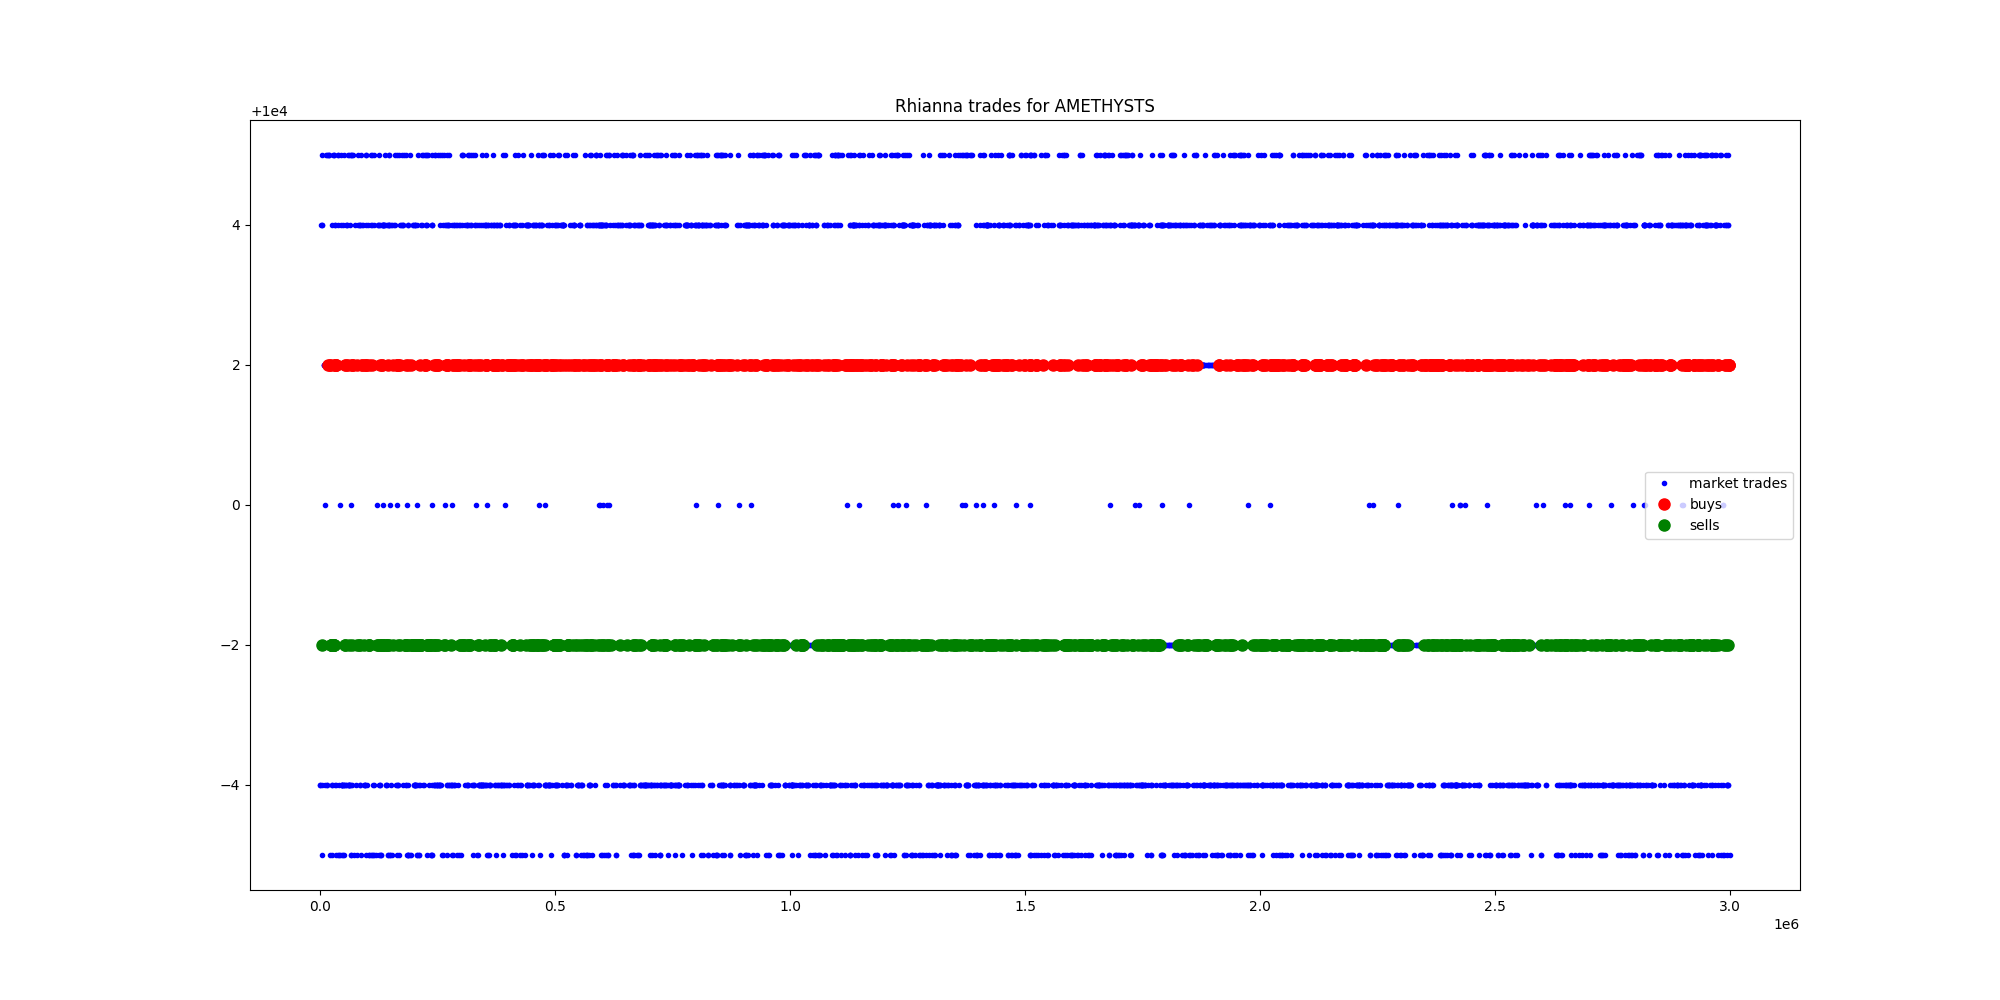 Rhianna trades for AMETHYSTS
+1e4
4
2
0
−2
−4
market trades
buys
sells
0.0 0.5 1.0 1.5 2.0 2.5 3.0
1e6